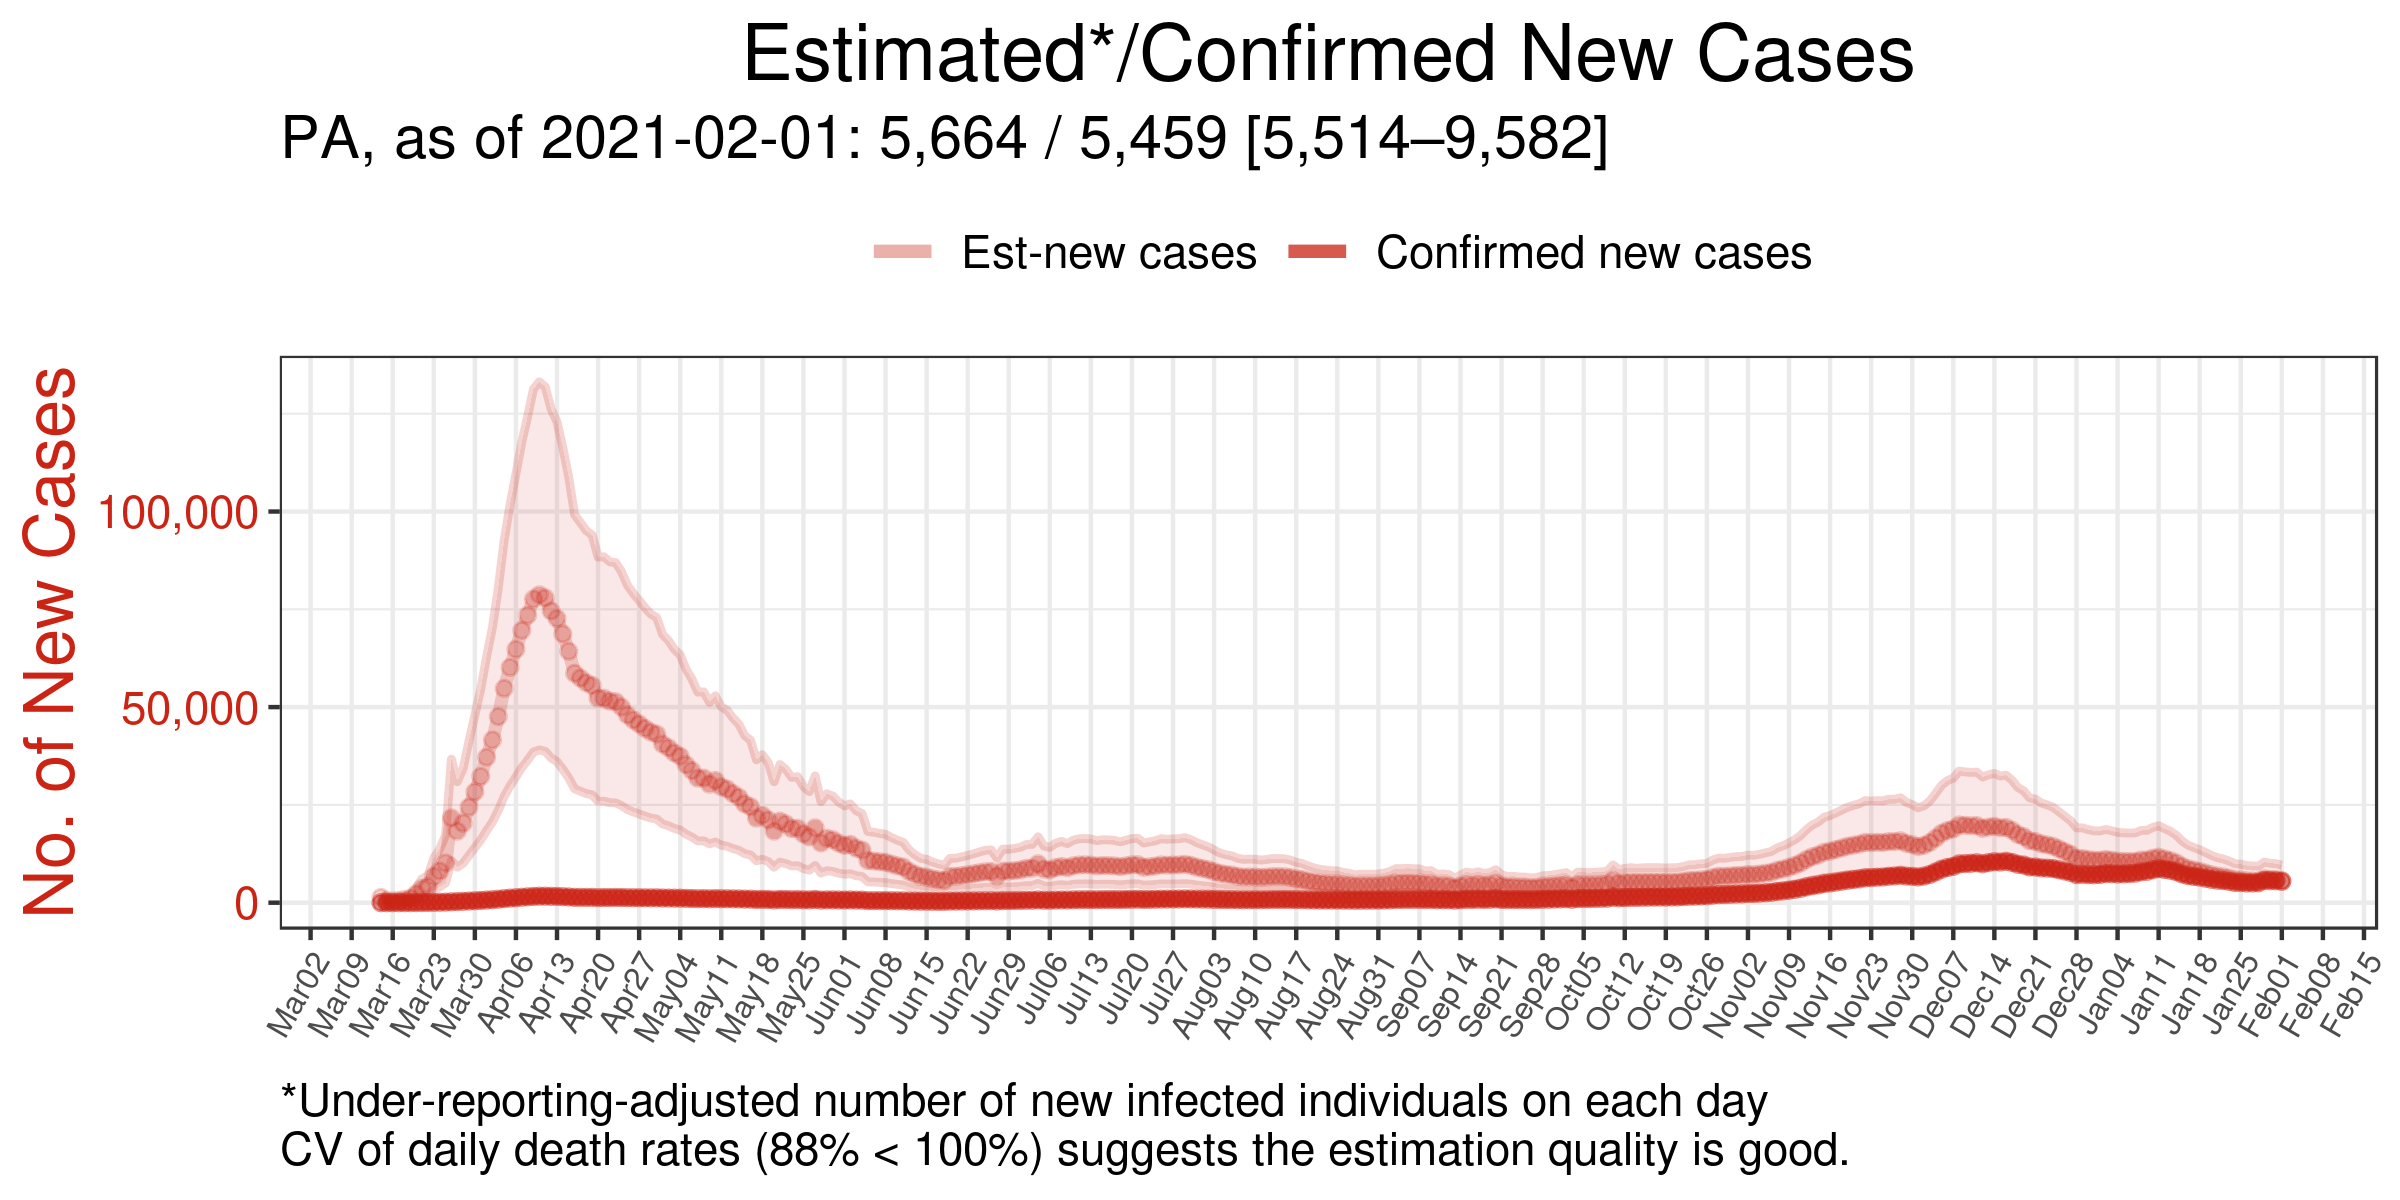 Estimated*/Confirmed New Cases
PA, as of 2021-02-01: 5,664 / 5,459 [5,514–9,582]
Est-new cases Confirmed new cases
No. of New Cases
100,000
50,000
0
Mar02 Mar09 Mar16 Mar23 Mar30 Apr06 Apr13 Apr20 Apr27 May04 May11 May18 May25 Jun01 Jun08 Jun15 Jun22 Jun29 Jul06 Jul13 Jul20 Jul27 Aug03 Aug10 Aug17 Aug24 Aug31 Sep07 Sep14 Sep21 Sep28 Oct05 Oct12 Oct19 Oct26 Nov02 Nov09 Nov16 Nov23 Nov30 Dec07 Dec14 Dec21 Dec28 Jan04 Jan11 Jan18 Jan25 Feb01 Feb08 Feb15
*Under-reporting-adjusted number of new infected individuals on each day
CV of daily death rates (88% < 100%) suggests the estimation quality is good.